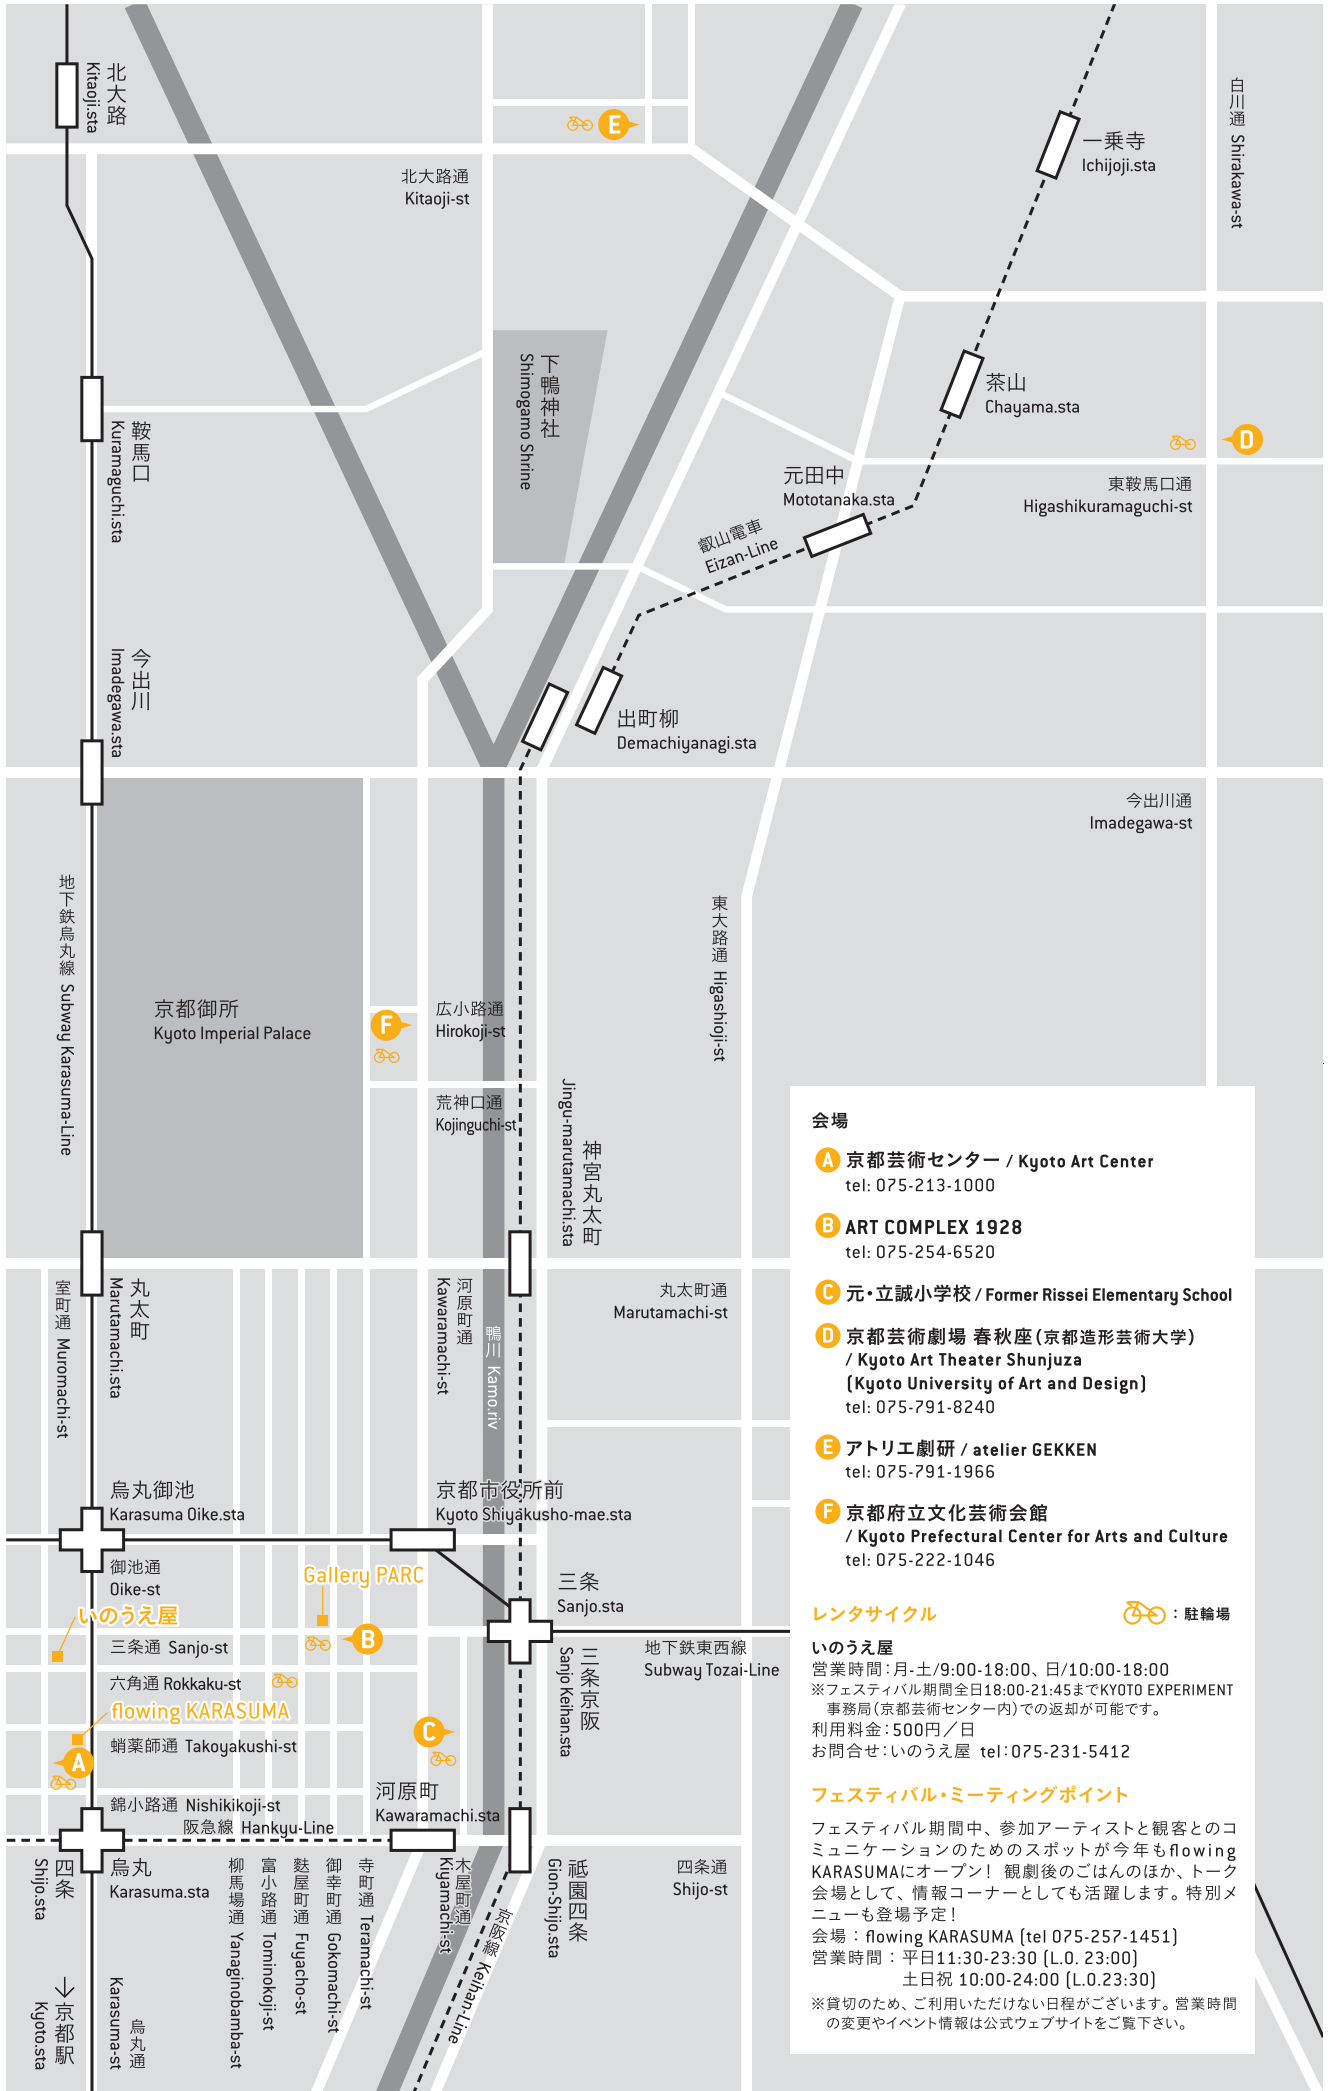 北大路
Kitaoji.sta
E
北大路通
Kitaoji-st
一乗寺
Ichijoji.sta
白川通 Shirakawa-st
下鴨神社
Shimogamo Shrine
茶山
Chayama.sta
鞍馬口
Kuramaguchi.sta
D
元田中
Mototanaka.sta
東鞍馬口通
Higashikuramaguchi-st
叡山電車
Eizan-Line
今出川
Imadegawa.sta
出町柳
Demachiyanagi.sta
今出川通
Imadegawa-st
地下鉄烏丸線 Subway Karasuma-Line
東大路通 Higashioji-st
京都御所
Kyoto Imperial Palace
F
広小路通
Hirokoji-st
荒神口通
Kojinguchi-st
神宮丸太町
Jingu-marutamachi.sta
丸太町
Marutamachi.sta
室町通 Muromachi-st
河原町通
Kawaramachi-st
鴨川 Kamo.riv
丸太町通
Marutamachi-st
烏丸御池
Karasuma Oike.sta
京都市役所前
Kyoto Shiyakusho-mae.sta
御池通
Oike-st
Gallery PARC
三条
Sanjo.sta
いのうえ屋
B
三条通 Sanjo-st
三条京阪
Sanjo Keihan.sta
地下鉄東西線
Subway Tozai-Line
六角通 Rokkaku-st
flowing KARASUMA
C
蛸薬師通 Takoyakushi-st
A
河原町
Kawaramachi.sta
錦小路通 Nishikikoji-st
阪急線 Hankyu-Line
四条
Shijo.sta
烏丸
Karasuma.sta
柳馬場通 Yanaginobamba-st
富小路通 Tominokoji-st
麩屋町通 Fuyacho-st
御幸町通 Gokomachi-st
寺町通 Teramachi-st
木屋町通
Kiyamachi-st
京阪線 Keihan-Line
祇園四条
Gion-Shijo.sta
四条通
Shijo-st
→京都駅
Kyoto.sta
烏丸通
Karasuma-st
会場
A 京都芸術センター / Kyoto Art Center
tel: 075-213-1000
B ART COMPLEX 1928
tel: 075-254-6520
C 元・立誠小学校 / Former Rissei Elementary School
D 京都芸術劇場 春秋座(京都造形芸術大学)
/ Kyoto Art Theater Shunjuza
(Kyoto University of Art and Design)
tel: 075-791-8240
E アトリエ劇研 / atelier GEKKEN
tel: 075-791-1966
F 京都府立文化芸術会館
/ Kyoto Prefectural Center for Arts and Culture
tel: 075-222-1046
レンタサイクル
：駐輪場
いのうえ屋
営業時間：月-土/9:00-18:00、日/10:00-18:00
※フェスティバル期間全日18:00-21:45までKYOTO EXPERIMENT
事務局(京都芸術センター内)での返却が可能です。
利用料金：500円／日
お問合せ：いのうえ屋 tel：075-231-5412
フェスティバル・ミーティングポイント
フェスティバル期間中、参加アーティストと観客とのコ
ミュニケーションのためのスポットが今年もflowing
KARASUMAにオープン！ 観劇後のごはんのほか、トーク
会場として、情報コーナーとしても活躍します。特別メ
ニューも登場予定！
会場：flowing KARASUMA (tel 075-257-1451)
営業時間：平日11:30-23:30 (L.O. 23:00)
土日祝 10:00-24:00 (L.O.23:30)
※貸切のため、ご利用いただけない日程がございます。営業時間
の変更やイベント情報は公式ウェブサイトをご覧下さい。